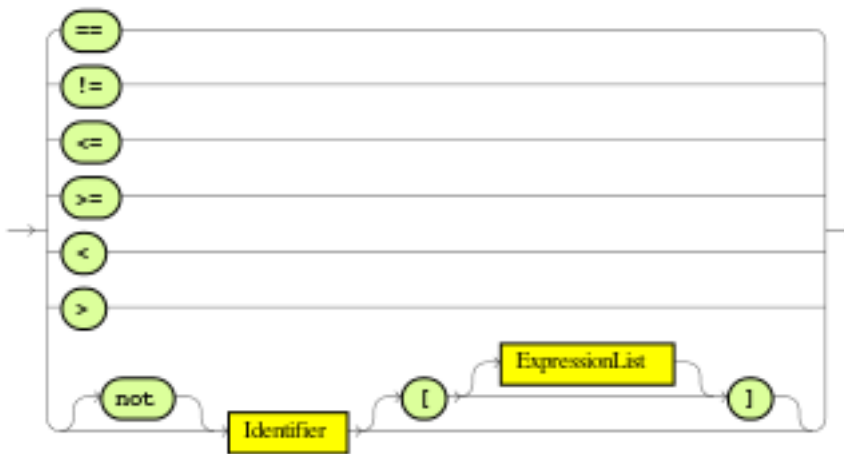 ==
!=
<=
>=
<
>
ExpressionList
not [ ]
Identifier